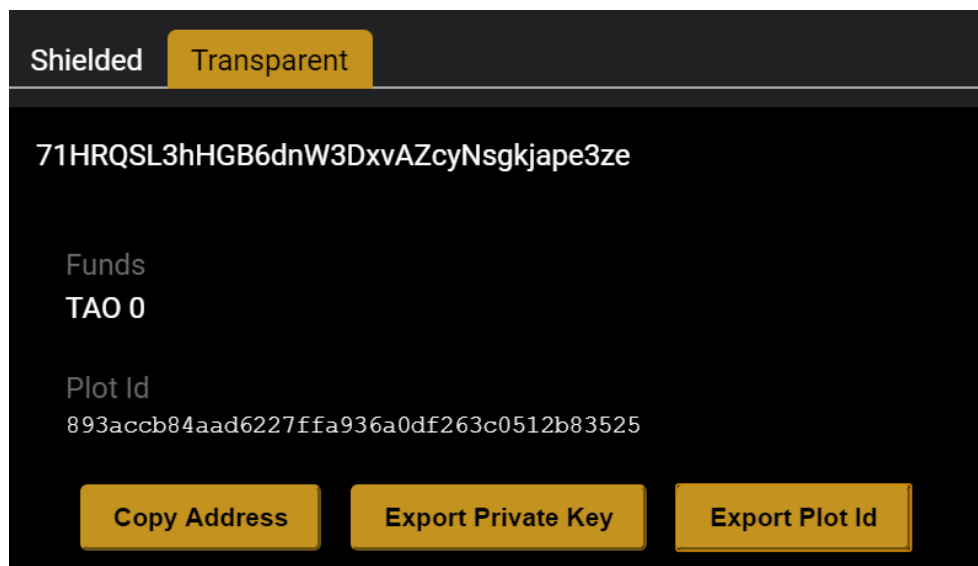 Shielded Transparent
71HRQSL3hHGB6dnW3DxvAZcyNsgkjape3ze
Funds
TAO 0
Plot Id
893accb84aad6227ffa936a0df263c0512b83525
Copy Address Export Private Key Export Plot Id